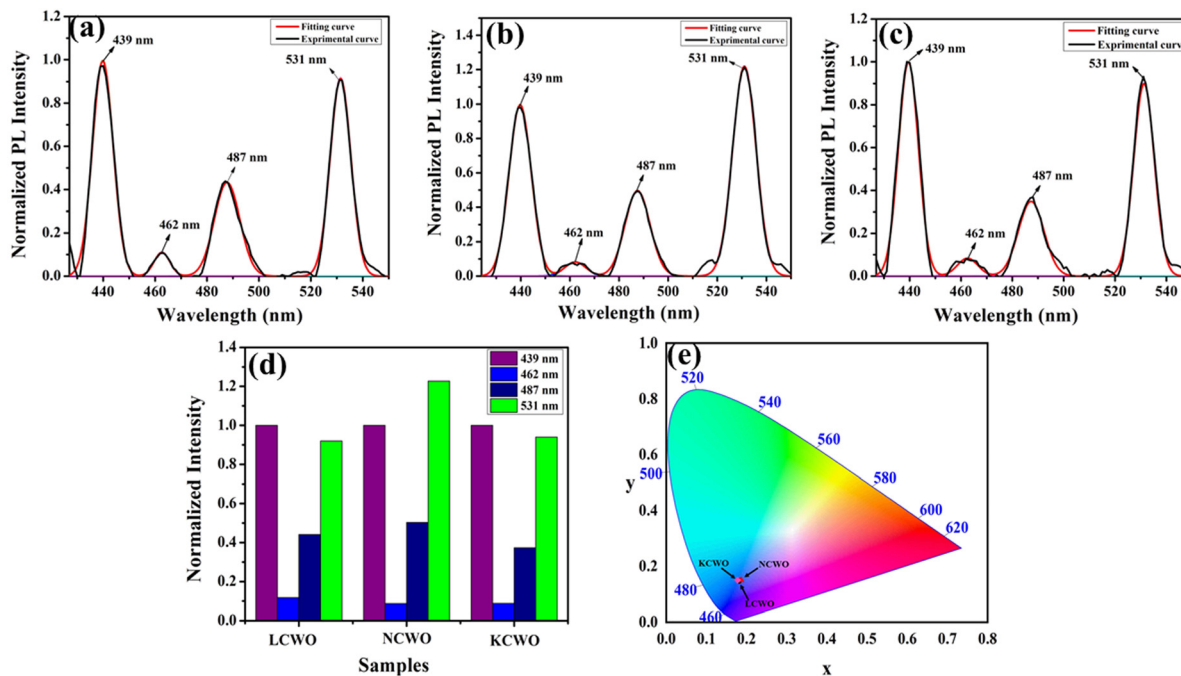 (a)
Fitting curve
Exprimental curve
439 nm
462 nm
487 nm
531 nm
Normalized PL Intensity
1.2
1.0
0.8
0.6
0.4
0.2
0.0
440 460 480 500 520 540
Wavelength (nm)
(b)
Fitting curve
Exprimental curve
439 nm
462 nm
487 nm
531 nm
Normalized PL Intensity
1.4
1.2
1.0
0.8
0.6
0.4
0.2
0.0
440 460 480 500 520 540
Wavelength (nm)
(c)
Fitting curve
Exprimental curve
439 nm
462 nm
487 nm
531 nm
Normalized PL Intensity
1.2
1.0
0.8
0.6
0.4
0.2
0.0
440 460 480 500 520 540
Wavelength (nm)
(d)
439 nm
462 nm
487 nm
531 nm
Normalized Intensity
1.4
1.2
1.0
0.8
0.6
0.4
0.2
0.0
LCWO NCWO KCWO
Samples
(e)
1.0
0.8
0.6
0.4
0.2
0.0
y
520
540
560
500
580
600
620
KCWO NCWO
LCWO
480
460
0.0 0.1 0.2 0.3 0.4 0.5 0.6 0.7 0.8
x